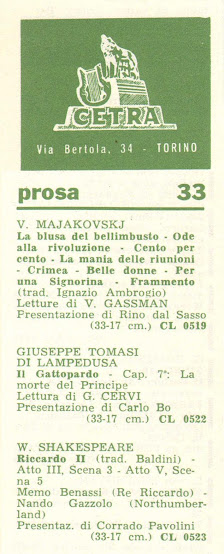 CETRA
Via Bertola, 34 - TORINO
prosa 33
V. MAJAKOVSKJ
La blusa del bellimbusto - Ode
alla rivoluzione - Cento per
cento - La mania delle riunioni
- Crimea - Belle donne - Per
una Signorina - Frammento
(trad. Ignazio Ambrogio)
Letture di V. GASSMAN
Presentazione di Rino dal Sasso
(33-17 cm.) CL 0519
GIUSEPPE TOMASI
DI LAMPEDUSA
Il Gattopardo - Cap. 7°: La
morte del Principe
Lettura di G. CERVI
Presentazione di Carlo Bo
(33-17 cm.) CL 0522
W. SHAKESPEARE
Riccardo II (trad. Baldini) -
Atto III, Scena 3 - Atto V, Sce-
na 5
Memo Benassi (Re Riccardo) -
Nando Gazzolo (Northumber-
land)
Presentaz. di Corrado Pavolini
(33-17 cm.) CL 0523